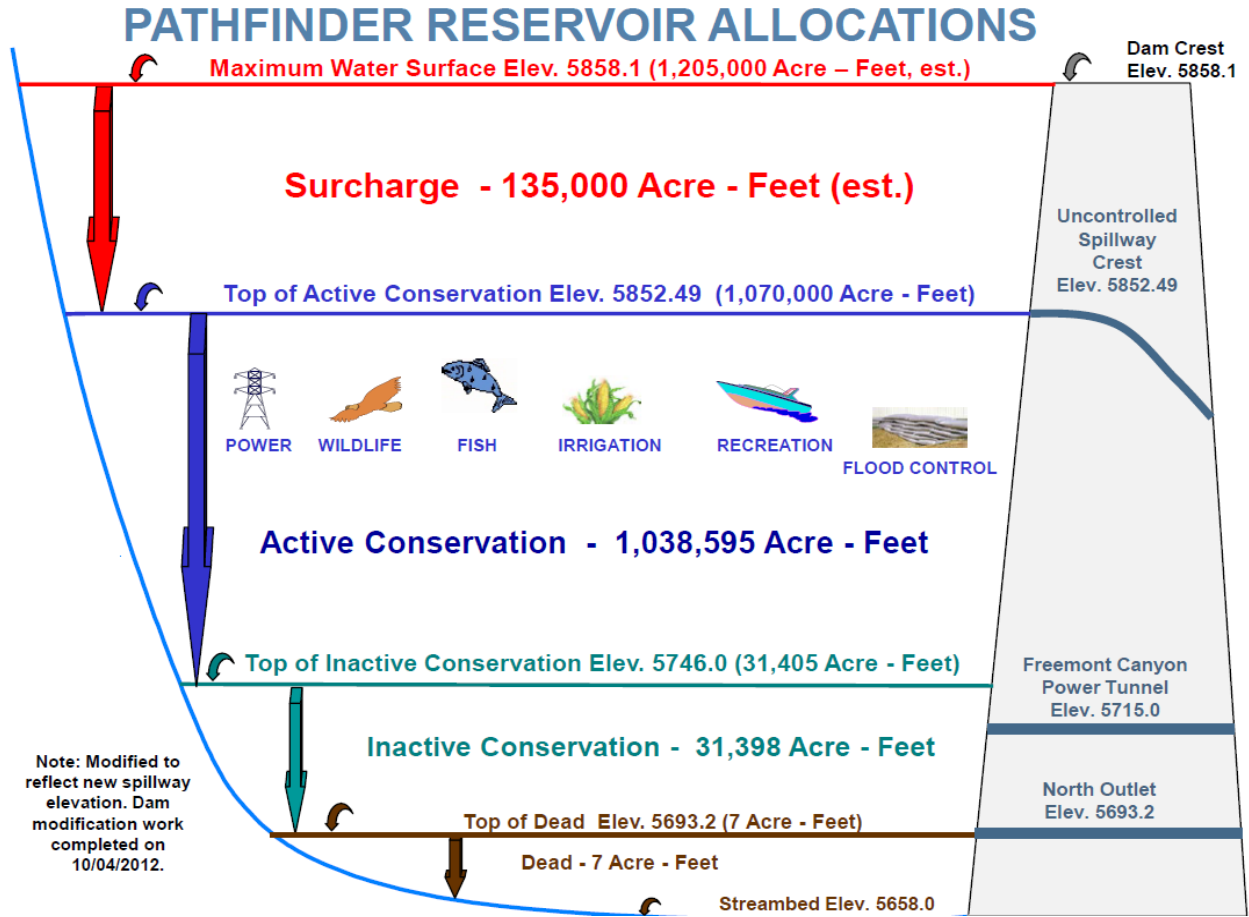 PATHFINDER RESERVOIR ALLOCATIONS
Dam Crest
Elev. 5858.1
Maximum Water Surface Elev. 5858.1 (1,205,000 Acre – Feet, est.)
Surcharge - 135,000 Acre - Feet (est.)
Uncontrolled
Spillway
Crest
Elev. 5852.49
Top of Active Conservation Elev. 5852.49 (1,070,000 Acre - Feet)
POWER
WILDLIFE
FISH
IRRIGATION
RECREATION
FLOOD CONTROL
Active Conservation - 1,038,595 Acre - Feet
Top of Inactive Conservation Elev. 5746.0 (31,405 Acre - Feet)
Freemont Canyon
Power Tunnel
Elev. 5715.0
Inactive Conservation - 31,398 Acre - Feet
Note: Modified to
reflect new spillway
elevation. Dam
modification work
completed on
10/04/2012.
North Outlet
Elev. 5693.2
Top of Dead Elev. 5693.2 (7 Acre - Feet)
Dead - 7 Acre - Feet
Streambed Elev. 5658.0